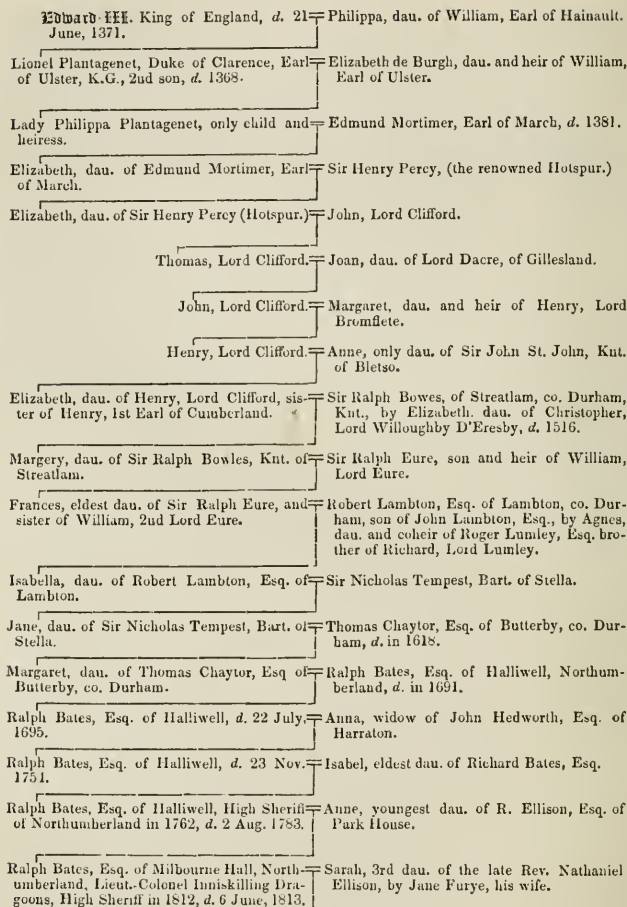 Edward III. King of England, d. 21
June, 1371.
Philippa, dau. of William, Earl of Hainault.
Lionel Plantagenet, Duke of Clarence, Earl
of Ulster, K.G., 2ud son, d. 1368.
Elizabeth de Burgh, dau. and heir of William,
Earl of Ulster.
Lady Philippa Plantagenet, only child and
heiress.
Edmund Mortimer, Earl of March, d. 1381.
Elizabeth, dau. of Edmund Mortimer, Earl
of March.
Sir Henry Percy, (the renowned Hotspur.)
Elizabeth, dau. of Sir Henry Percy (Hotspur.)
John, Lord Clifford.
Thomas, Lord Clifford.
Joan, dau. of Lord Dacre, of Gillesland.
John, Lord Clifford.
Margaret, dau. and heir of Henry, Lord
Bromflete.
Henry, Lord Clifford.
Anne, only dau. of Sir John St. John, Knt.
of Bletso.
Elizabeth, dau. of Henry, Lord Clifford, sis-
ter of Henry, 1st Earl of Cumberland.
Sir Ralph Bowes, of Streatlam, co. Durham,
Knt., by Elizabeth. dau. of Christopher,
Lord Willoughby D'Eresby, d. 1516.
Margery, dau. of Sir Ralph Bowles, Knt. of
Streatlam.
Sir Ralph Eure, son and heir of William,
Lord Eure.
Frances, eldest dau. of Sir Ralph Eure, and
sister of William, 2ud Lord Eure.
Robert Lambton, Esq. of Lambton, co. Dur-
ham, son of John Lambton, Esq., by Agnes,
dau. and coheir of Roger Lumley, Esq. bro-
ther of Richard, Lord Lumley.
Isabella, dau. of Robert Lambton, Esq. of
Lambton.
Sir Nicholas Tempest, Bart. of Stella.
Jane, dau. of Sir Nicholas Tempest, Bart. of
Stella.
Thomas Chaytor, Esq. of Butterby, co. Dur-
ham, d. in 1618.
Margaret, dau. of Thomas Chaytor, Esq of
Butterby, co. Durham.
Ralph Bates, Esq. of Halliwell, Northum-
berland, d. in 1691.
Ralph Bates, Esq. of Halliwell, d. 22 July,
1695.
Anna, widow of John Hedworth, Esq. of
Harraton.
Ralph Bates, Esq. of Halliwell, d. 23 Nov.
1751.
Isabel, eldest dau. of Richard Bates, Esq.
Ralph Bates, Esq. of Halliwell, High Sheriff
of Northumberland in 1762, d. 2 Aug. 1783.
Anne, youngest dau. of R. Ellison, Esq. of
Park House.
Ralph Bates, Esq. of Milbourne Hall, North-
umberland, Lieut.-Colonel Inniskilling Dra-
goons, High Sheriff in 1812, d. 6 June, 1813.
Sarah, 3rd dau. of the late Rev. Nathaniel
Ellison, by Jane Furye, his wife.